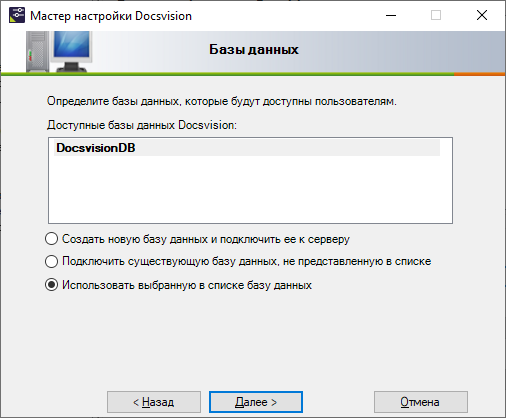 Мастер настройки Docsvision
Базы данных
Определите базы данных, которые будут доступны пользователям.
Доступные базы данных Docsvision:
DocsvisionDB
Создать новую базу данных и подключить ее к серверу
Подключить существующую базу данных, не представленную в списке
Использовать выбранную в списке базу данных
< Назад
Далее >
Отмена